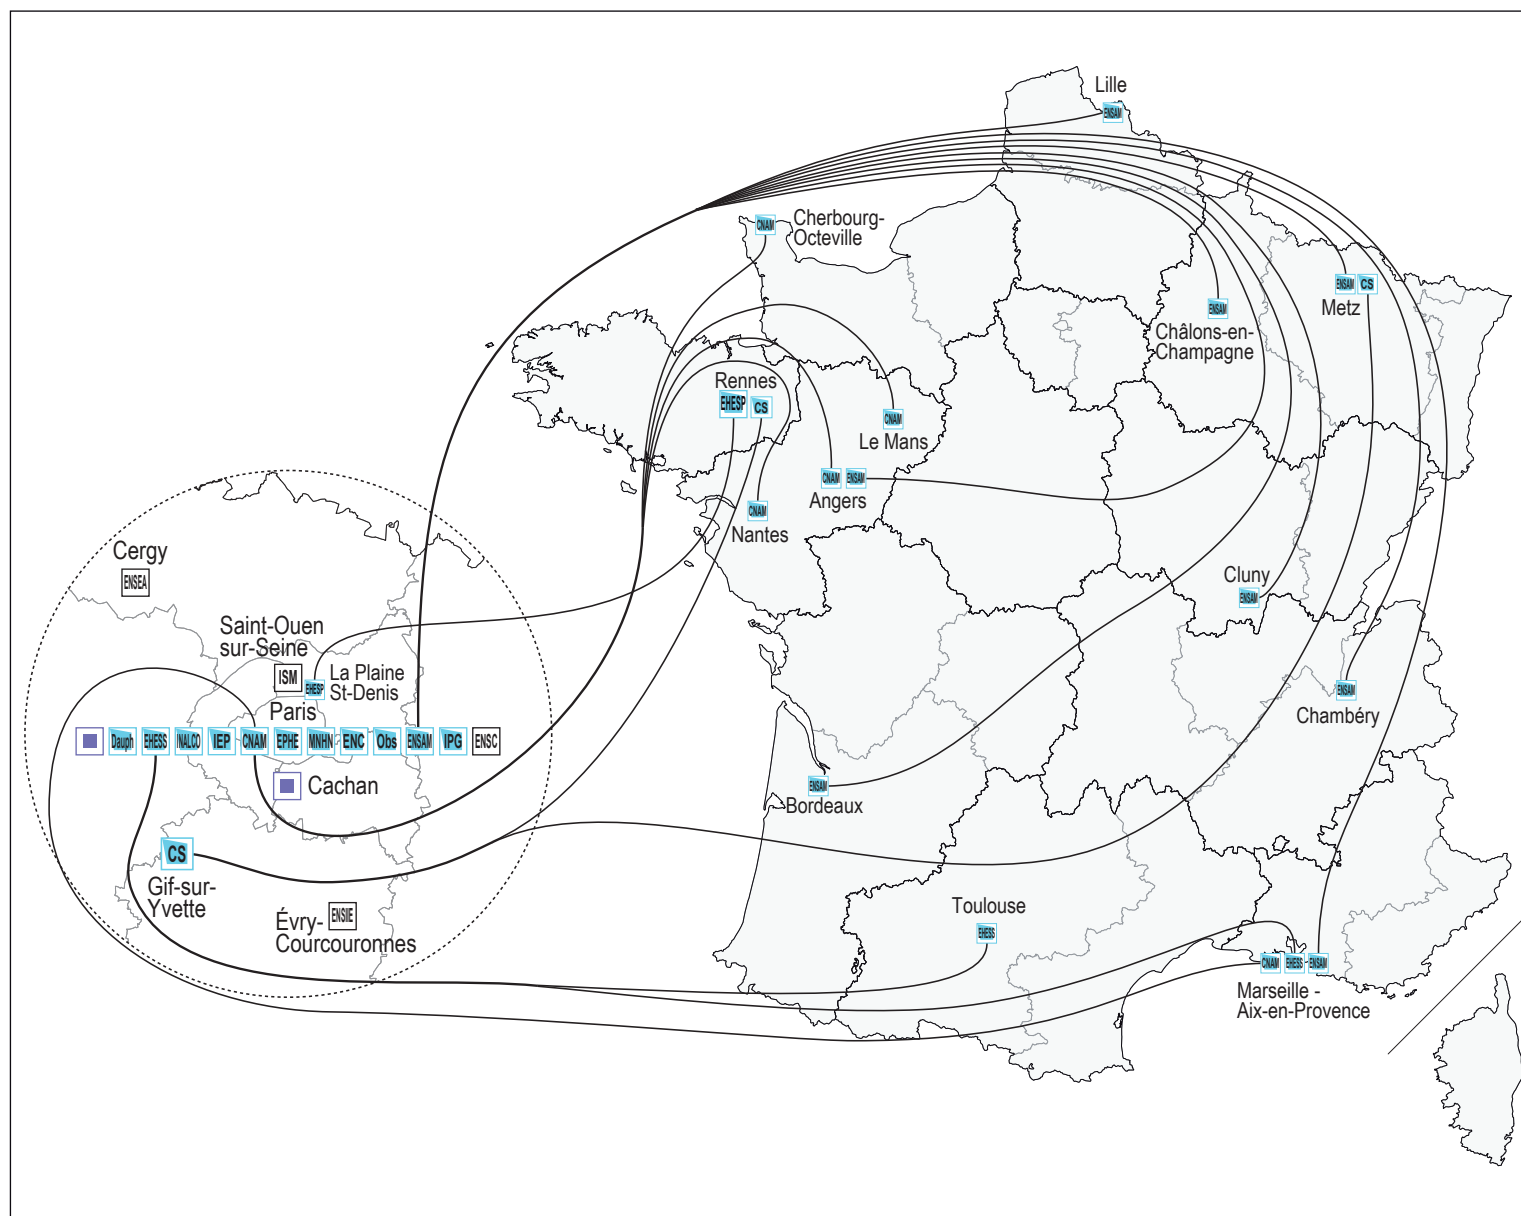 Lille
ENSAM
CNAM
Cherbourg-
Octeville
ENSAM CS
Metz
ENSAM
Châlons-en-
Champagne
Rennes
EHESP CS
CNAM
Le Mans
CNAM ENSAM
Angers
CNAM
Nantes
Cergy
ENSEA
Cluny
ENSAM
Saint-Ouen
sur-Seine
ISM
EHESP
La Plaine
St-Denis
ENSAM
Chambéry
Paris
Dauph EHESS INALCO IEP CNAM EPHE MNHN ENC Obs ENSAM IPG ENSC
Cachan
ENSAM
Bordeaux
CS
Gif-sur-
Yvette
ENSIE
Évry-
Courcouronnes
Toulouse
EHESS
CNAM EHESS ENSAM
Marseille -
Aix-en-Provence